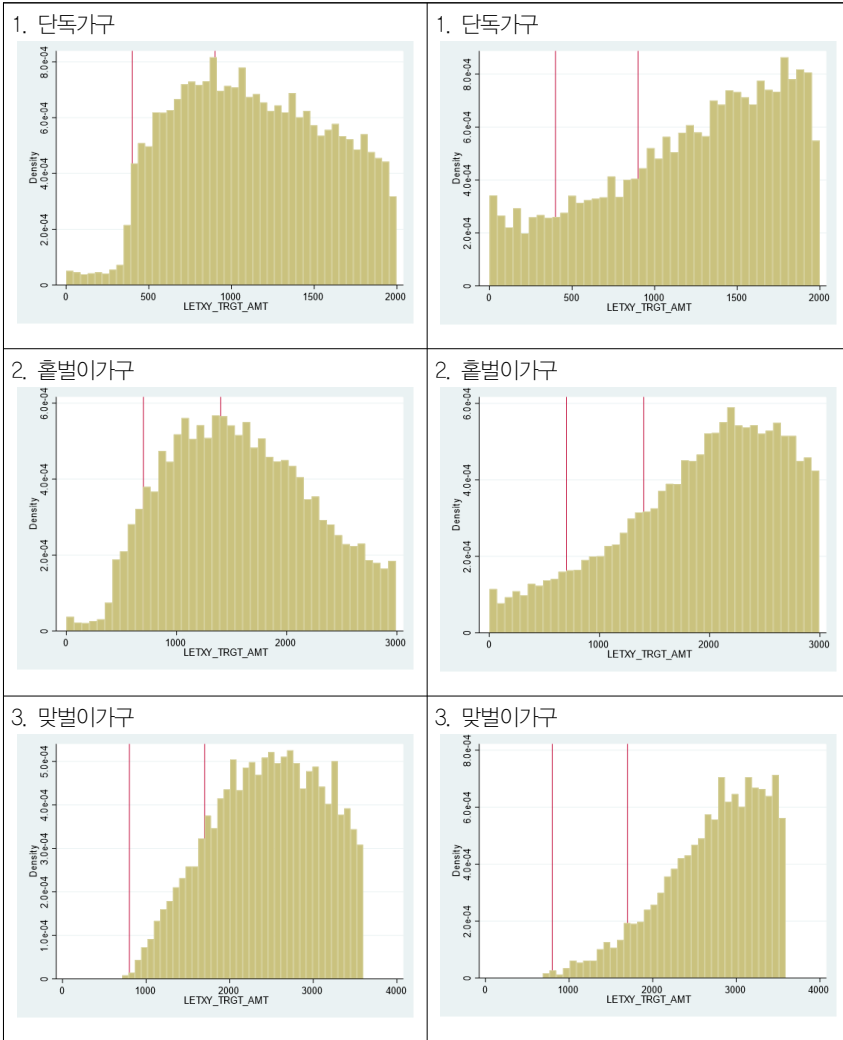 1. 단독가구
Density
0
2.0e-04
4.0e-04
6.0e-04
8.0e-04
0 500 1000 1500 2000
LETXY_TRGT_AMT
1. 단독가구
Density
0
2.0e-04
4.0e-04
6.0e-04
8.0e-04
0 500 1000 1500 2000
LETXY_TRGT_AMT
2. 홑벌이가구
Density
0
2.0e-04
4.0e-04
6.0e-04
0 1000 2000 3000
LETXY_TRGT_AMT
2. 홑벌이가구
Density
0
2.0e-04
4.0e-04
6.0e-04
0 1000 2000 3000
LETXY_TRGT_AMT
3. 맞벌이가구
Density
0
1.0e-04
2.0e-04
3.0e-04
4.0e-04
5.0e-04
0 1000 2000 3000 4000
LETXY_TRGT_AMT
3. 맞벌이가구
Density
0
2.0e-04
4.0e-04
6.0e-04
8.0e-04
0 1000 2000 3000 4000
LETXY_TRGT_AMT